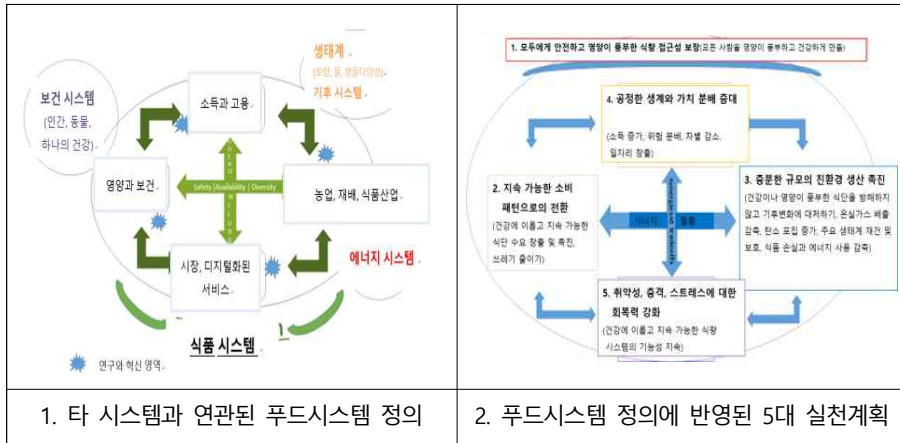 생태계
(토양, 물, 생물다양성)
기후 시스템
보건 시스템
(인간, 동물,
하나의 건강)
소득과 고용
영양과 보건
Safety | Availability | Diversity
농업, 재배, 식품산업
시장, 디지털화된
서비스
에너지 시스템
식품 시스템
연구와 혁신 영역
1. 타 시스템과 연관된 푸드시스템 정의
1. 모두에게 안전하고 영양이 풍부한 식량 접근성 보장(모든 사람을 영양이 풍부하고 건강하게 만듦)
4. 공정한 생계와 가치 분배 증대
(소득 증가, 위험 분배, 차별 감소,
일자리 창출)
2. 지속 가능한 소비
패턴으로의 전환
(건강에 이롭고 지속 가능한
식단 수요 창출 및 촉진,
쓰레기 줄이기)
3. 충분한 규모의 친환경 생산 촉진
(건강이나 영양이 풍부한 식단을 방해하지
않고 기후변화에 대처하기, 온실가스 배출
감축, 탄소 포집 증가, 주요 생태계 재건 및
보호, 식품 손실과 에너지 사용 감축)
5. 취약성, 충격, 스트레스에 대한
회복력 강화
(건강에 이롭고 지속 가능한 식량
시스템의 기능성 지속)
2. 푸드시스템 정의에 반영된 5대 실천계획